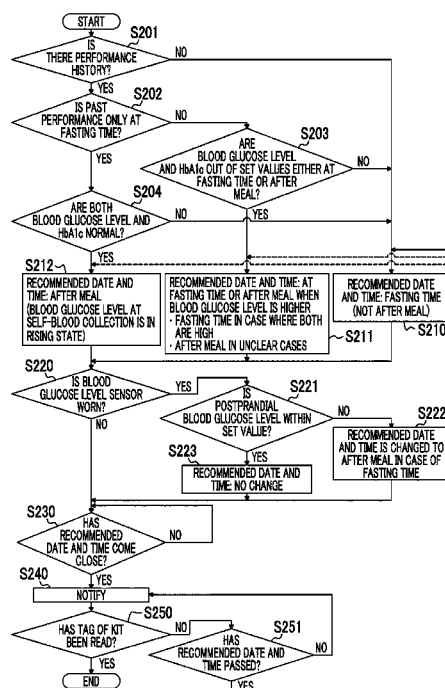 START
S201
IS
THERE PERFORMANCE
HISTORY?
NO
YES
S202
IS PAST
PERFORMANCE ONLY AT
FASTING TIME?
NO
YES
S203
ARE
BLOOD GLUCOSE LEVEL
AND HbA1c OUT OF SET VALUES EITHER AT
FASTING TIME OR AFTER
MEAL?
NO
YES
S204
ARE BOTH
BLOOD GLUCOSE LEVEL AND
HbA1c NORMAL?
NO
YES
S212
RECOMMENDED DATE AND
TIME: AFTER MEAL
(BLOOD GLUCOSE LEVEL AT
SELF-BLOOD COLLECTION IS IN
RISING STATE)
RECOMMENDED DATE AND TIME: AT
FASTING TIME OR AFTER MEAL WHEN
BLOOD GLUCOSE LEVEL IS HIGHER
· FASTING TIME IN CASE WHERE BOTH
ARE HIGH
· AFTER MEAL IN UNCLEAR CASES
S211
RECOMMENDED DATE
AND TIME: FASTING TIME
(NOT AFTER MEAL)
S210
S220
IS BLOOD
GLUCOSE LEVEL SENSOR
WORN?
YES
NO
S221
IS
POSTPRANDIAL
BLOOD GLUCOSE LEVEL WITHIN
SET VALUE?
NO
YES
S222
RECOMMENDED DATE
AND TIME IS CHANGED TO
AFTER MEAL IN CASE OF
FASTING TIME
S223
RECOMMENDED DATE AND
TIME: NO CHANGE
S230
HAS
RECOMMENDED
DATE AND TIME COME
CLOSE?
NO
YES
S240
NOTIFY
S250
HAS TAG OF KIT
BEEN READ?
NO
YES
END
S251
HAS
RECOMMENDED DATE AND
TIME PASSED?
NO
YES